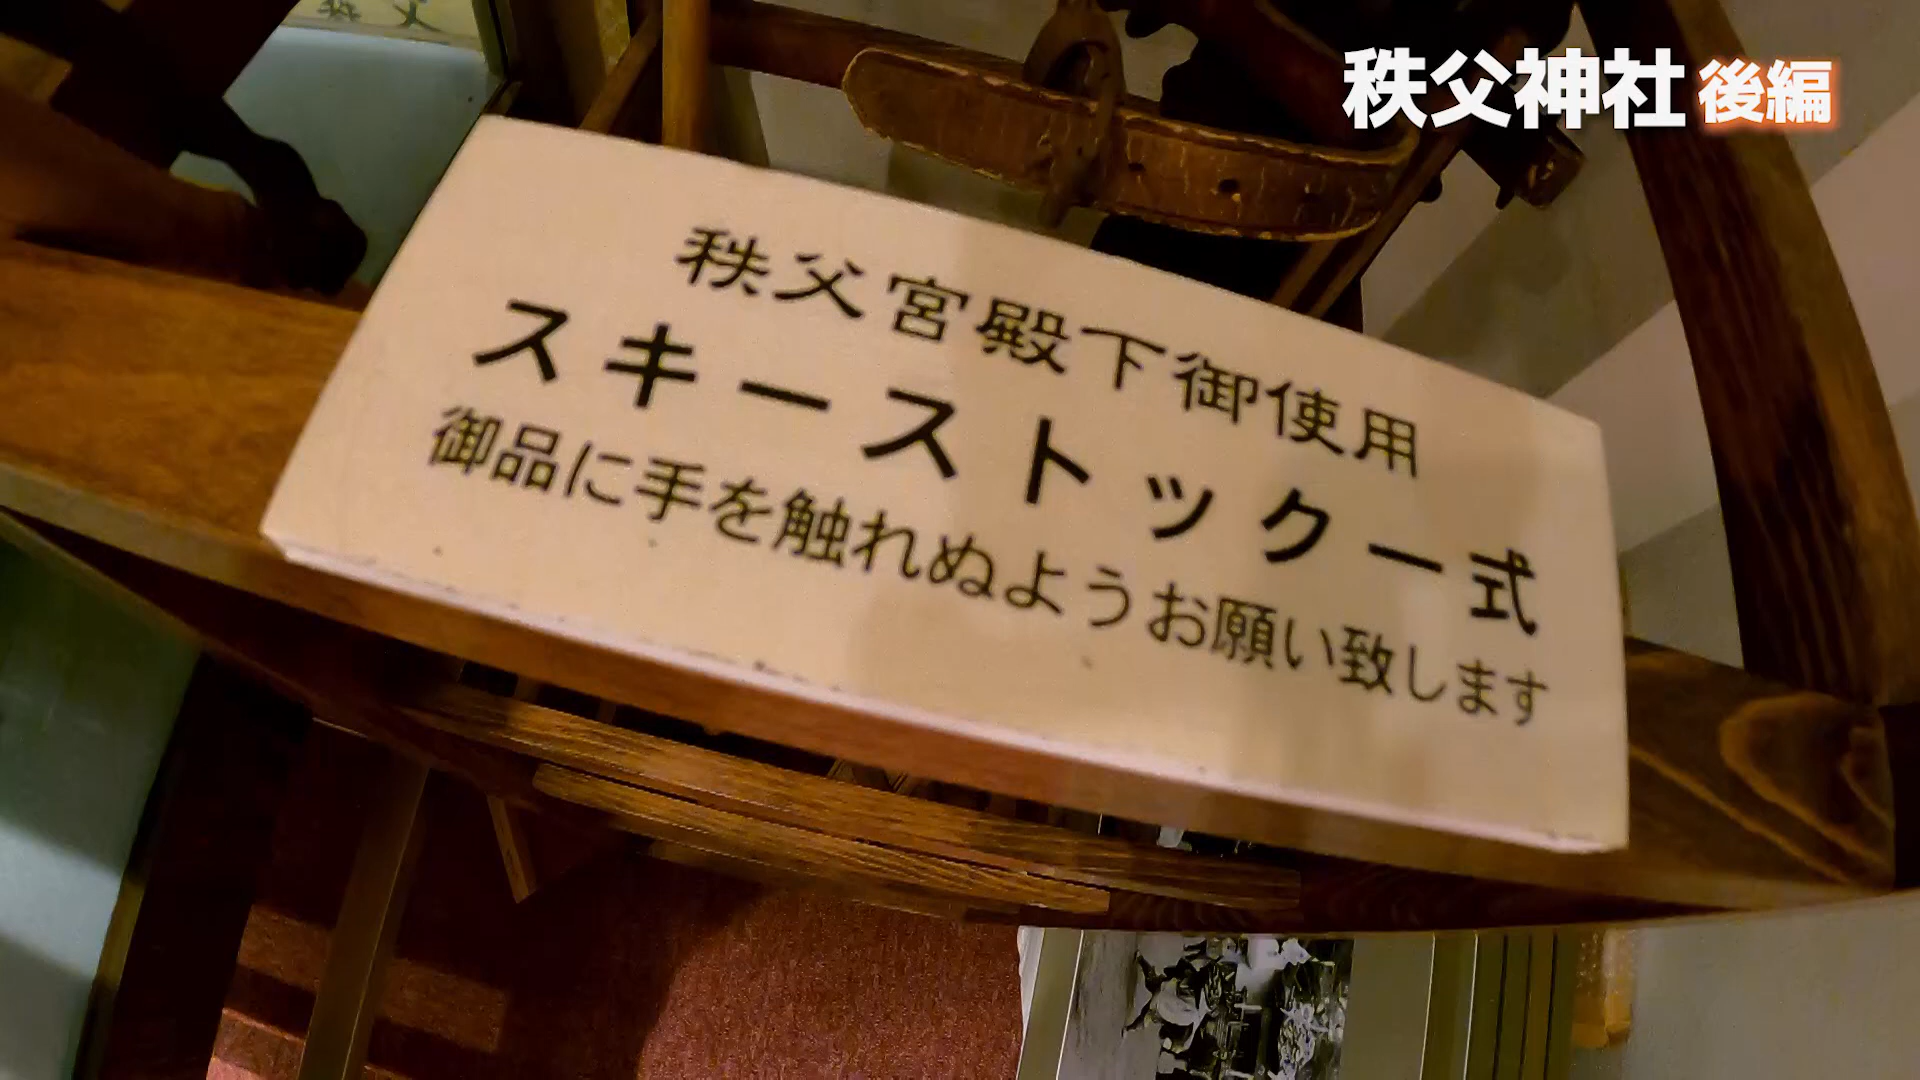 秩父神社 後編
秩父宮殿下御使用
スキーストック一式
御品に手を触れぬようお願い致します